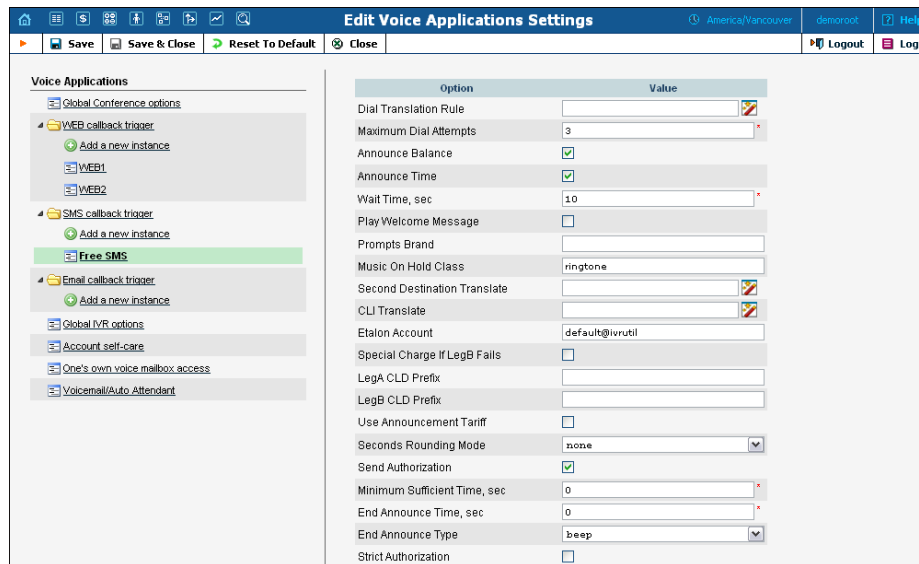 Edit Voice Applications Settings
America/Vancouver
demoroot
Help
Save
Save & Close
Reset To Default
Close
Logout
Log
Voice Applications
Global Conference options
WEB callback trigger
Add a new instance
WEB1
WEB2
SMS callback trigger
Add a new instance
Free SMS
Email callback trigger
Add a new instance
Global IVR options
Account self-care
One's own voice mailbox access
Voicemail/Auto Attendant
Option Value
Dial Translation Rule
Maximum Dial Attempts 3 *
Announce Balance
Announce Time
Wait Time, sec 10 *
Play Welcome Message
Prompts Brand
Music On Hold Class ringtone
Second Destination Translate
CLI Translate
Etalon Account default@ivrutil
Special Charge If LegB Fails
LegA CLD Prefix
LegB CLD Prefix
Use Announcement Tariff
Seconds Rounding Mode none
Send Authorization
Minimum Sufficient Time, sec 0 *
End Announce Time, sec 0 *
End Announce Type beep
Strict Authorization